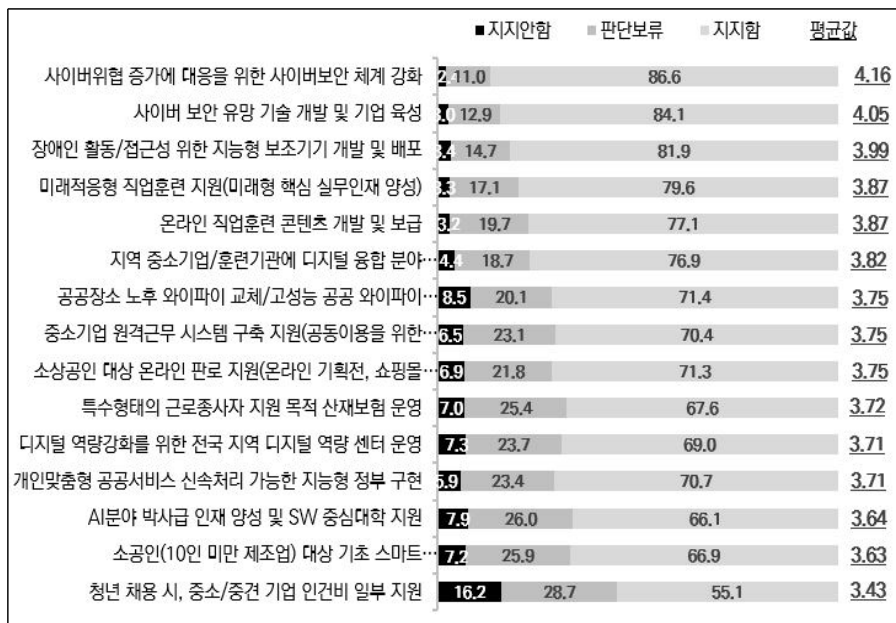 ■지지안함 ■판단보류 ■지지함 평균값
사이버위협 증가에 대응을 위한 사이버보안 체계 강화 2.4 11.0 86.6 4.16
사이버 보안 유망 기술 개발 및 기업 육성 3.0 12.9 84.1 4.05
장애인 활동/접근성 위한 지능형 보조기기 개발 및 배포 3.4 14.7 81.9 3.99
미래적응형 직업훈련 지원(미래형 핵심 실무인재 양성) 3.3 17.1 79.6 3.87
온라인 직업훈련 콘텐츠 개발 및 보급 3.2 19.7 77.1 3.87
지역 중소기업/훈련기관에 디지털 융합 분야… 4.4 18.7 76.9 3.82
공공장소 노후 와이파이 교체/고성능 공공 와이파이… 8.5 20.1 71.4 3.75
중소기업 원격근무 시스템 구축 지원(공동이용을 위한… 6.5 23.1 70.4 3.75
소상공인 대상 온라인 판로 지원(온라인 기획전, 쇼핑몰… 6.9 21.8 71.3 3.75
특수형태의 근로종사자 지원 목적 산재보험 운영 7.0 25.4 67.6 3.72
디지털 역량강화를 위한 전국 지역 디지털 역량 센터 운영 7.3 23.7 69.0 3.71
개인맞춤형 공공서비스 신속처리 가능한 지능형 정부 구현 5.9 23.4 70.7 3.71
AI분야 박사급 인재 양성 및 SW 중심대학 지원 7.9 26.0 66.1 3.64
소공인(10인 미만 제조업) 대상 기초 스마트… 7.2 25.9 66.9 3.63
청년 채용 시, 중소/중견 기업 인건비 일부 지원 16.2 28.7 55.1 3.43